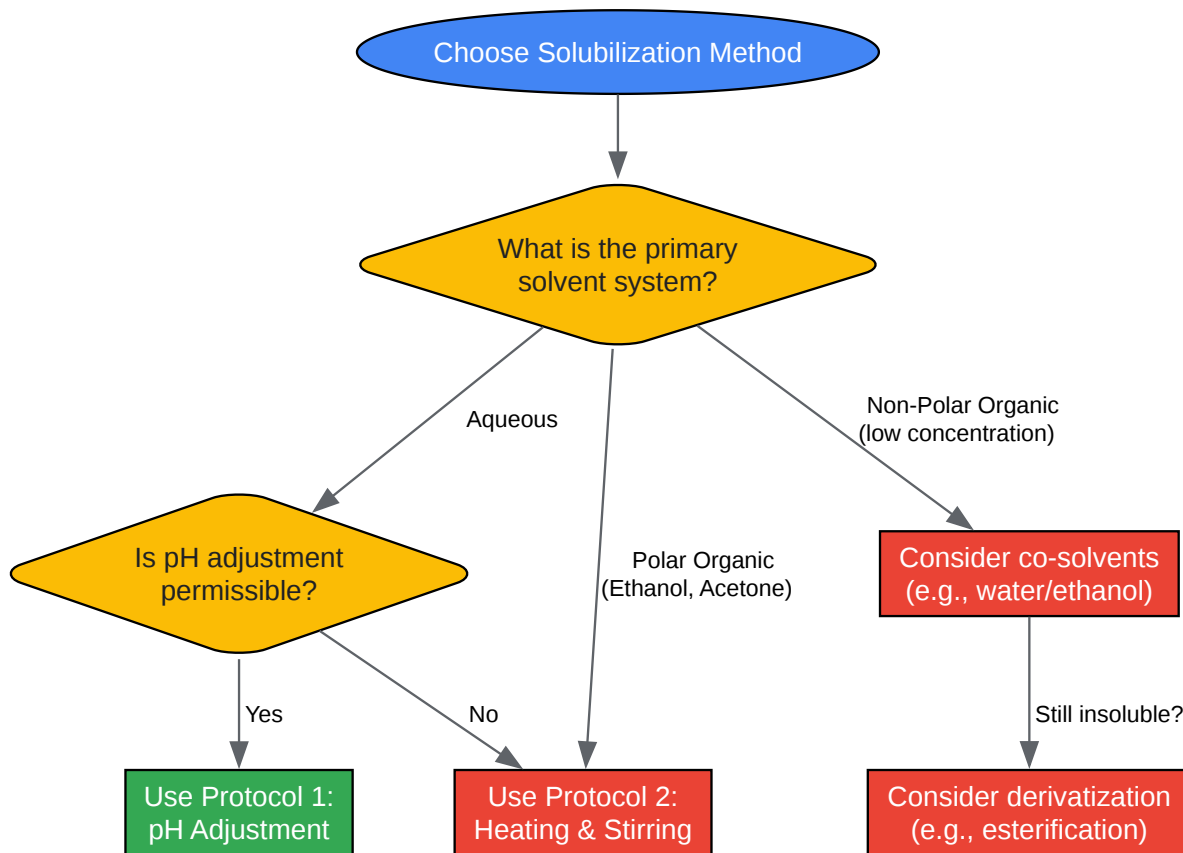 Choose Solubilization Method
What is the primary
solvent system?
Aqueous
Non-Polar Organic
(low concentration)
Is pH adjustment
permissible?
Polar Organic
(Ethanol, Acetone)
Consider co-solvents
(e.g., water/ethanol)
Yes
No
Still insoluble?
Use Protocol 1:
pH Adjustment
Use Protocol 2:
Heating & Stirring
Consider derivatization
(e.g., esterification)